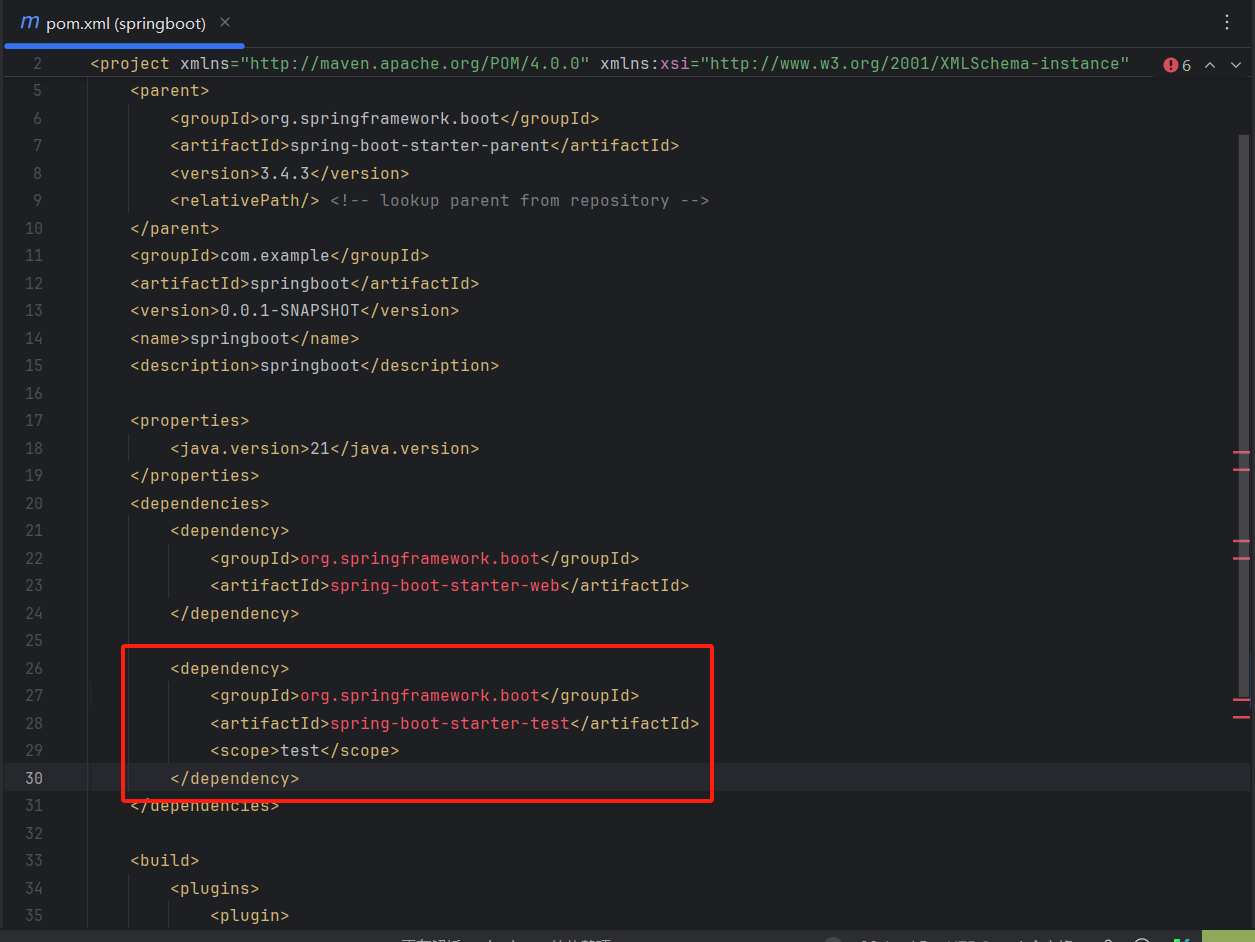 m pom.xml (springboot)
2 <project xmlns="http://maven.apache.org/POM/4.0.0" xmlns:xsi="http://www.w3.org/2001/XMLSchema-instance" 6
5 <parent>
6 <groupId>org.springframework.boot</groupId>
7 <artifactId>spring-boot-starter-parent</artifactId>
8 <version>3.4.3</version>
9 <relativePath/> <!-- lookup parent from repository -->
10 </parent>
11 <groupId>com.example</groupId>
12 <artifactId>springboot</artifactId>
13 <version>0.0.1-SNAPSHOT</version>
14 <name>springboot</name>
15 <description>springboot</description>
16
17 <properties>
18 <java.version>21</java.version>
19 </properties>
20 <dependencies>
21 <dependency>
22 <groupId>org.springframework.boot</groupId>
23 <artifactId>spring-boot-starter-web</artifactId>
24 </dependency>
25
26 <dependency>
27 <groupId>org.springframework.boot</groupId>
28 <artifactId>spring-boot-starter-test</artifactId>
29 <scope>test</scope>
30 </dependency>
31 </dependencies>
32
33 <build>
34 <plugins>
35 <plugin>